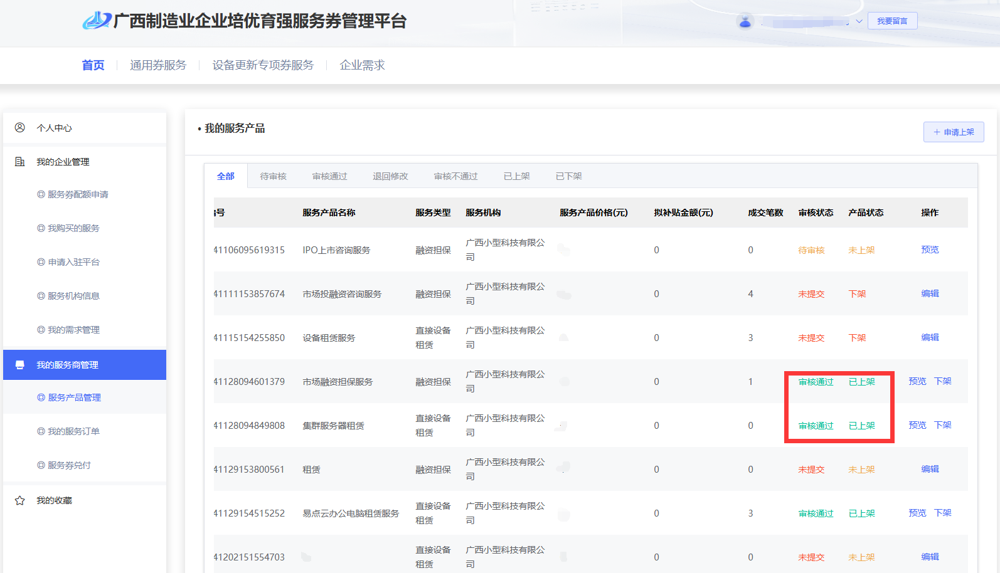 广西制造业企业培优育强服务券管理平台
我要留言
首页 通用券服务 设备更新专项券服务 企业需求
个人中心
我的企业管理
服务券配额申请
我购买的服务
申请入驻平台
服务机构信息
我的需求管理
我的服务商管理
服务产品管理
我的服务订单
服务券兑付
我的收藏
• 我的服务产品
+ 申请上架
全部 待审核 审核通过 退回修改 审核不通过 已上架 已下架
号 服务产品名称 服务类型 服务机构 服务产品价格(元) 拟补贴金额(元) 成交笔数 审核状态 产品状态 操作
41106095619315 IPO上市咨询服务 融资担保 广西小型科技有限公司 0 0 待审核 未上架 预览
41111153857674 市场投融资咨询服务 融资担保 广西小型科技有限公司 0 4 未提交 下架 编辑
41115154255850 设备租赁服务 直接设备租赁 广西小型科技有限公司 0 3 未提交 下架 编辑
41128094601379 市场融资担保服务 融资担保 广西小型科技有限公司 0 1 审核通过 已上架 预览 下架
41128094849808 集群服务器租赁 直接设备租赁 广西小型科技有限公司 0 0 审核通过 已上架 预览 下架
41129153800561 租赁 融资担保 广西小型科技有限公司 0 0 未提交 未上架 编辑
41129154515252 易点云办公电脑租赁服务 直接设备租赁 广西小型科技有限公司 0 3 审核通过 已上架 预览 下架
41202151554703 直接设备租赁 广西小型科技有限公司 0 0 未提交 未上架 编辑